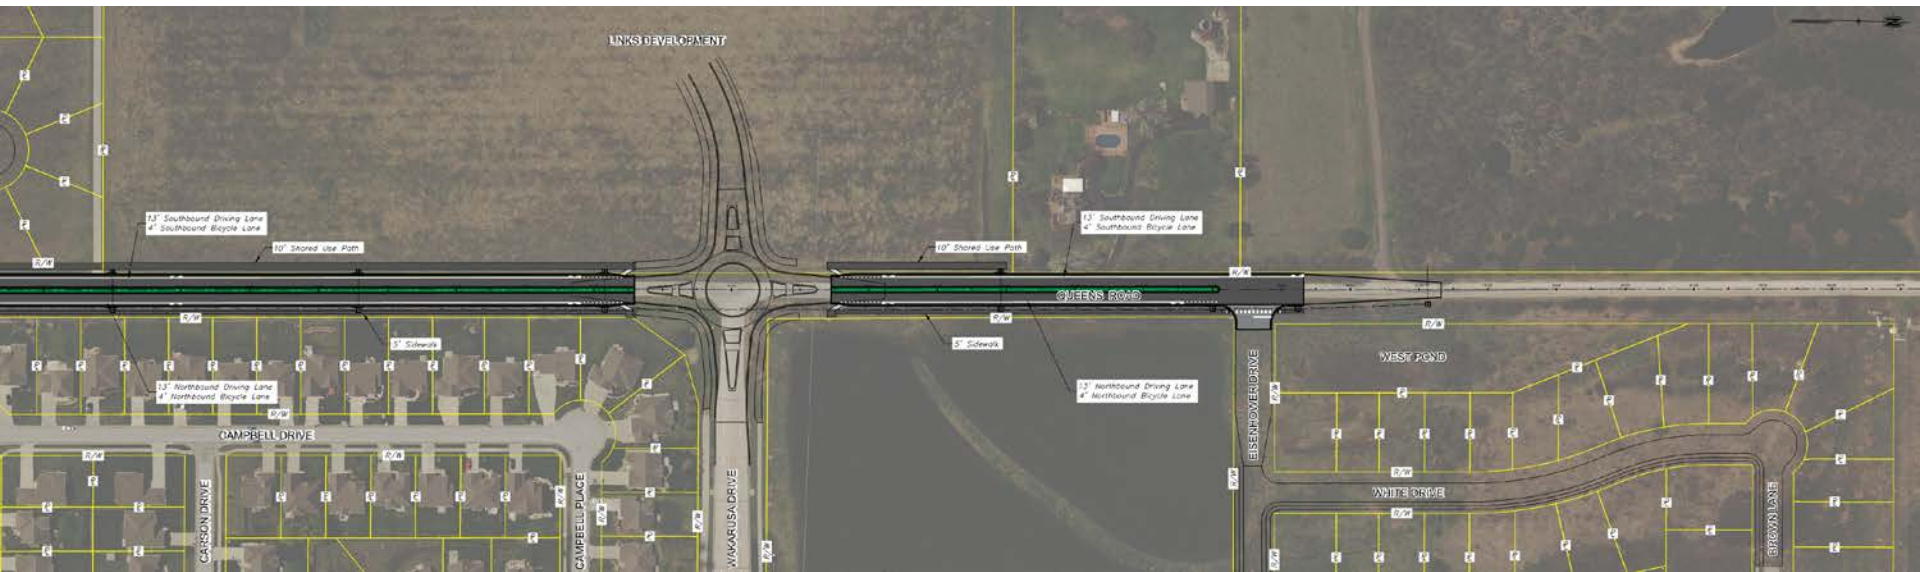 LINKS DEVELOPMENT
13' Southbound Driving Lane
4' Southbound Bicycle Lane
10' Shared Use Path
10' Shared Use Path
13' Southbound Driving Lane
4' Southbound Bicycle Lane
R/W
R/W
QUEENS ROAD
R/W
R/W
R/W
5' Sidewalk
5' Sidewalk
WEST POND
13' Northbound Driving Lane
4' Northbound Bicycle Lane
13' Northbound Driving Lane
4' Northbound Bicycle Lane
EISENHOWER DRIVE
R/W
R/W
CAMPBELL DRIVE
R/W
R/W
R/W
R/W
WHITE DRIVE
R/W
CARSON DRIVE
CAMPBELL PLACE
R/W
R/W
WAKARUSA DRIVE
R/W
R/W
R/W
R/W
BROWN LANE